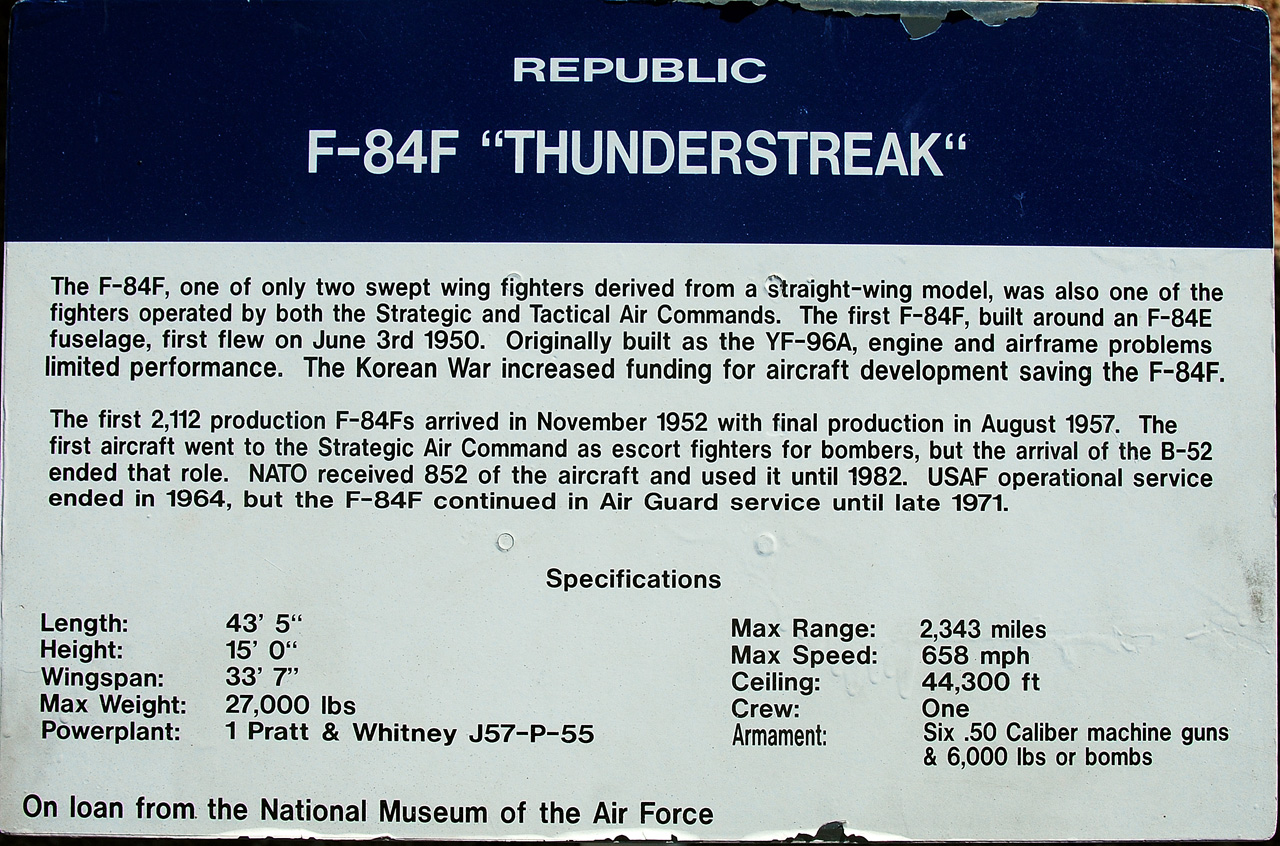 REPUBLIC
F-84F “THUNDERSTREAK“
The F-84F, one of only two swept wing fighters derived from a straight-wing model, was also one of the
fighters operated by both the Strategic and Tactical Air Commands. The first F-84F, built around an F-84E
fuselage, first flew on June 3rd 1950. Originally built as the YF-96A, engine and airframe problems
limited performance. The Korean War increased funding for aircraft development saving the F-84F.
The first 2,112 production F-84Fs arrived in November 1952 with final production in August 1957. The
first aircraft went to the Strategic Air Command as escort fighters for bombers, but the arrival of the B-52
ended that role. NATO received 852 of the aircraft and used it until 1982. USAF operational service
ended in 1964, but the F-84F continued in Air Guard service until late 1971.
Specifications
Length: 43’ 5“
Height: 15’ 0“
Wingspan: 33’ 7”
Max Weight: 27,000 lbs
Powerplant: 1 Pratt & Whitney J57-P-55
Max Range: 2,343 miles
Max Speed: 658 mph
Ceiling: 44,300 ft
Crew: One
Armament: Six .50 Caliber machine guns
& 6,000 lbs or bombs
On loan from the National Museum of the Air Force